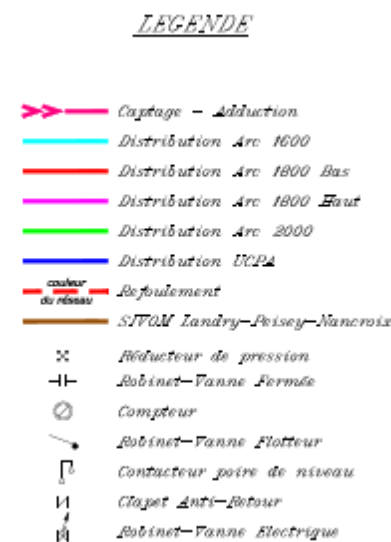 LEGENDE
Captage - Adduction
Distribution Arc 1600
Distribution Arc 1800 Bas
Distribution Arc 1800 Haut
Distribution Arc 2000
Distribution UCPA
couleur
du réseau
Refoulement
SIVOM Landry-Peisey-Nancroix
Réducteur de pression
Robinet-Vanne Fermée
Compteur
Robinet-Vanne Flotteur
Contacteur poire de niveau
Clapet Anti-Retour
Robinet-Vanne Electrique